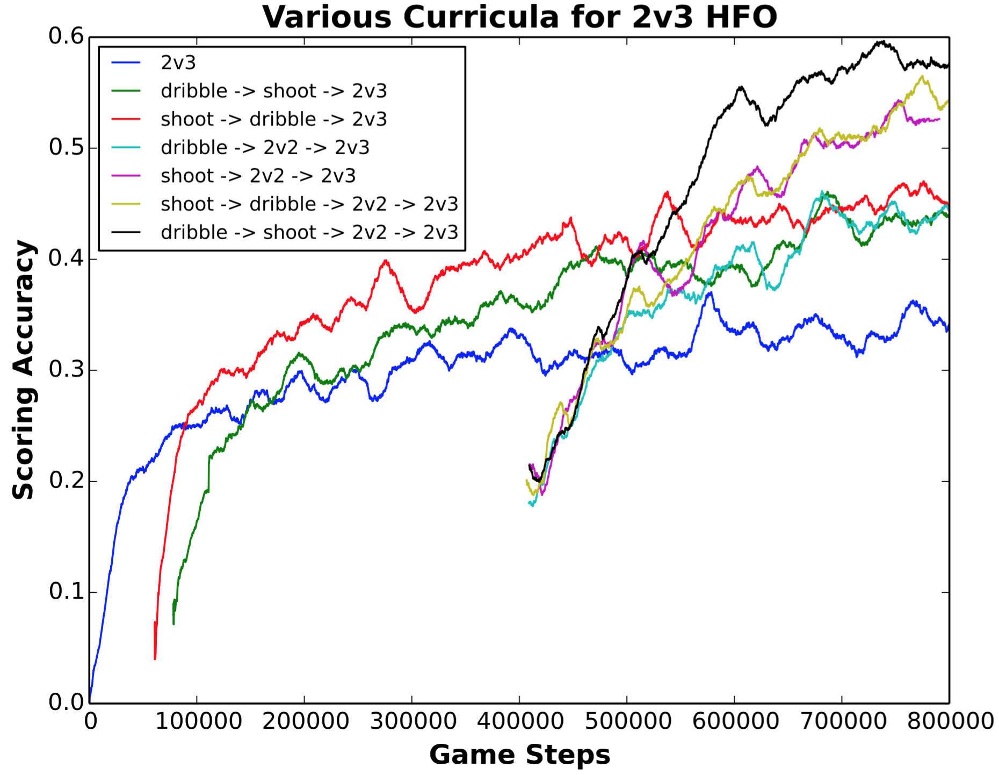 Various Curricula for 2v3 HFO
0.6
0.5
0.4
0.3
0.2
0.1
0.0
Scoring Accuracy
2v3
dribble -> shoot -> 2v3
shoot -> dribble -> 2v3
dribble -> 2v2 -> 2v3
shoot -> 2v2 -> 2v3
shoot -> dribble -> 2v2 -> 2v3
dribble -> shoot -> 2v2 -> 2v3
0 100000 200000 300000 400000 500000 600000 700000 800000
Game Steps